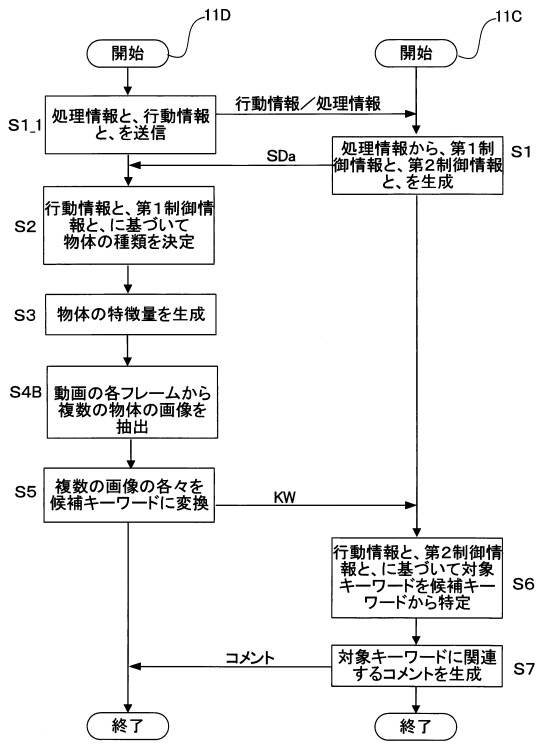 11D
11C
開始
開始
S1_1
処理情報と、行動情報
と、を送信
行動情報／処理情報
処理情報から、第1制
御情報と、第2制御情報
と、を生成
S1
SDa
S2
行動情報と、第1制御情
報と、に基づいて
物体の種類を決定
S3
物体の特徴量を生成
S4B
動画の各フレームから
複数の物体の画像を
抽出
S5
複数の画像の各々を
候補キーワードに変換
KW
行動情報と、第2制御情
報と、に基づいて対象
キーワードを候補キー
ワードから特定
S6
コメント
対象キーワードに関連
するコメントを生成
S7
終了
終了